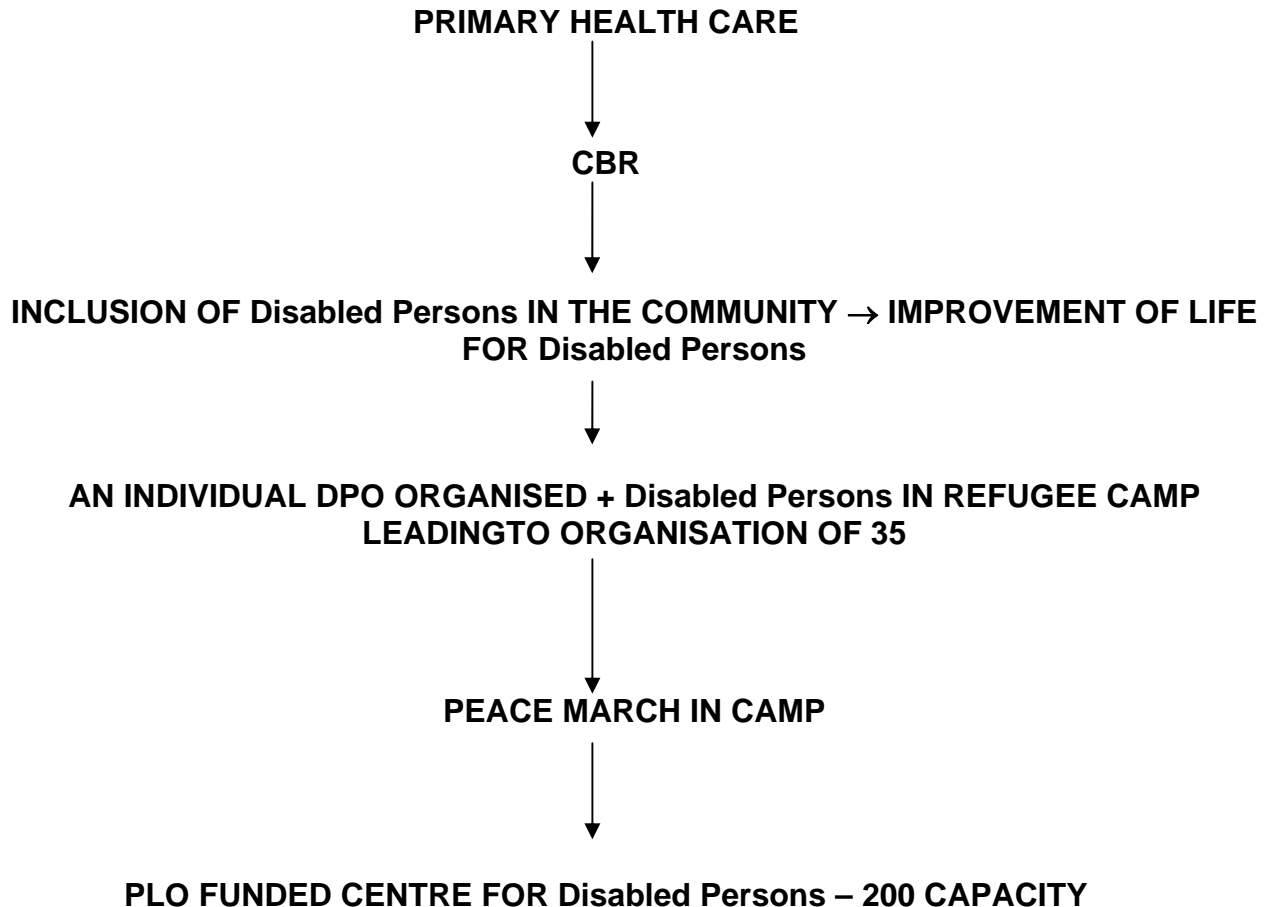 PRIMARY HEALTH CARE
CBR
INCLUSION OF Disabled Persons IN THE COMMUNITY → IMPROVEMENT OF LIFE
FOR Disabled Persons
AN INDIVIDUAL DPO ORGANISED + Disabled Persons IN REFUGEE CAMP
LEADINGTO ORGANISATION OF 35
PEACE MARCH IN CAMP
PLO FUNDED CENTRE FOR Disabled Persons – 200 CAPACITY